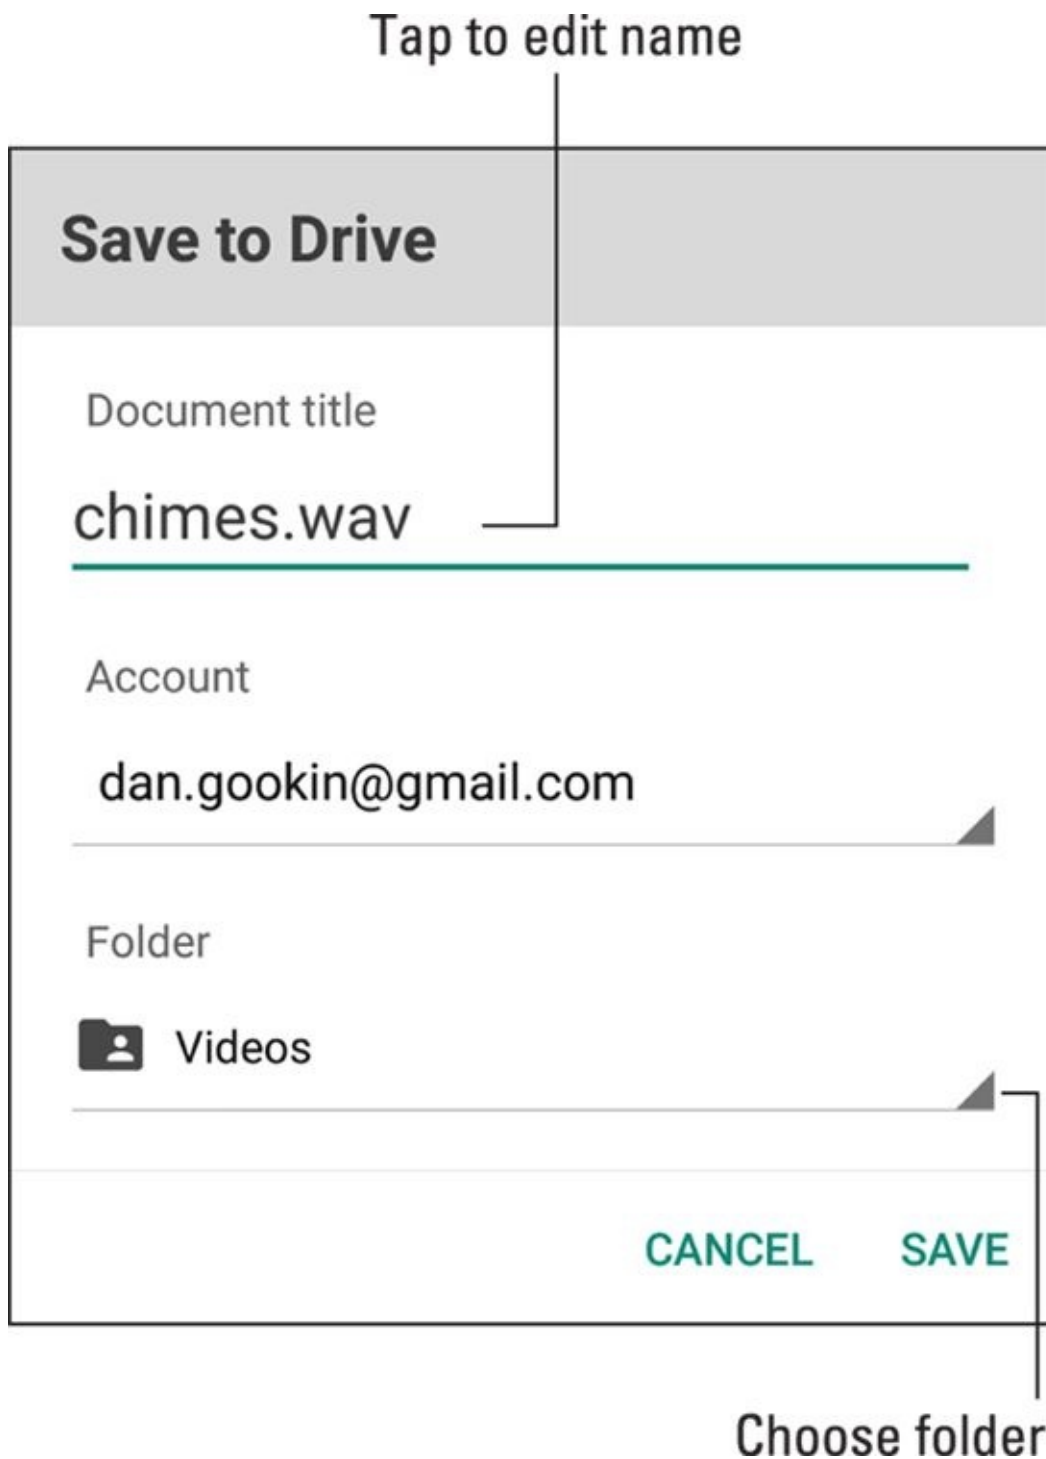 Tap to edit name
Save to Drive
Document title
chimes.wav
Account
dan.gookin@gmail.com
Folder
Videos
CANCEL SAVE
Choose folder